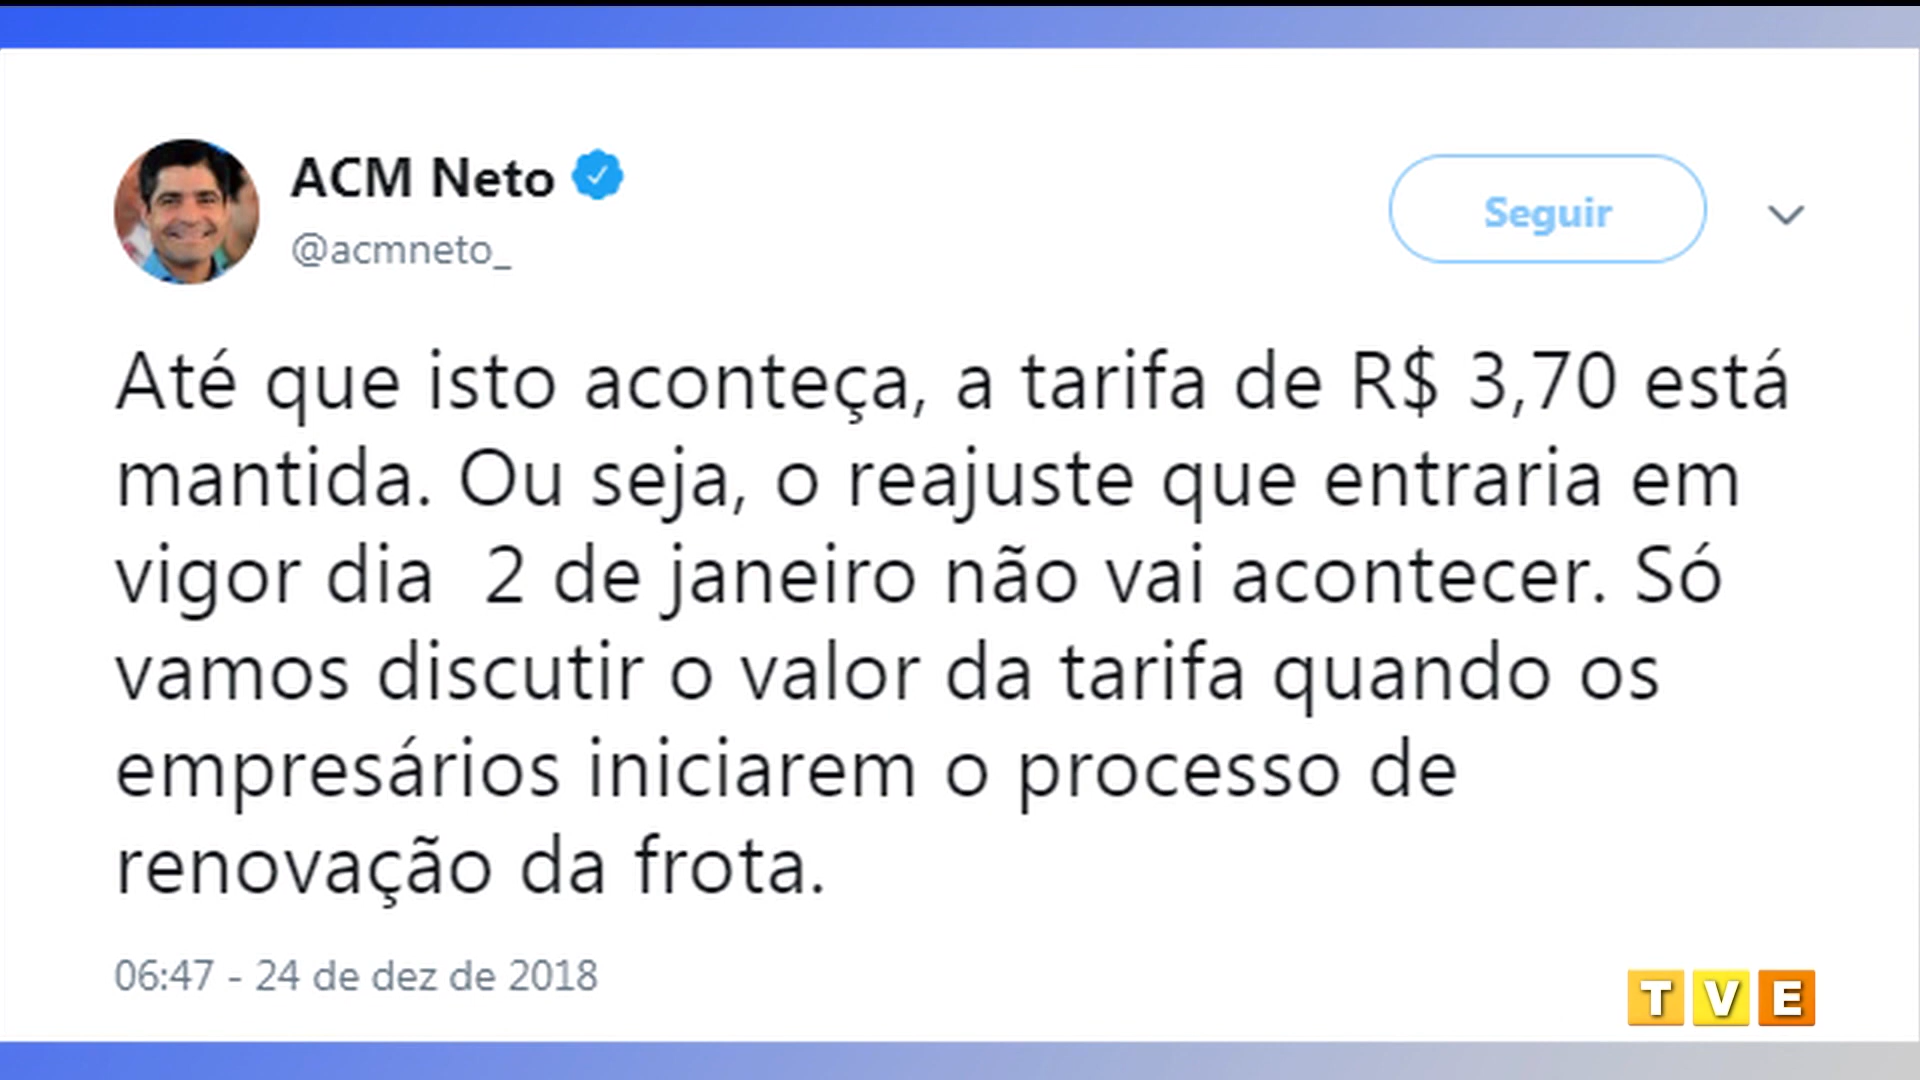 ACM Neto
@acmneto_
Seguir
Até que isto aconteça, a tarifa de R$ 3,70 está
mantida. Ou seja, o reajuste que entraria em
vigor dia  2 de janeiro não vai acontecer. Só
vamos discutir o valor da tarifa quando os
empresários iniciarem o processo de
renovação da frota.
06:47 - 24 de dez de 2018
TVE